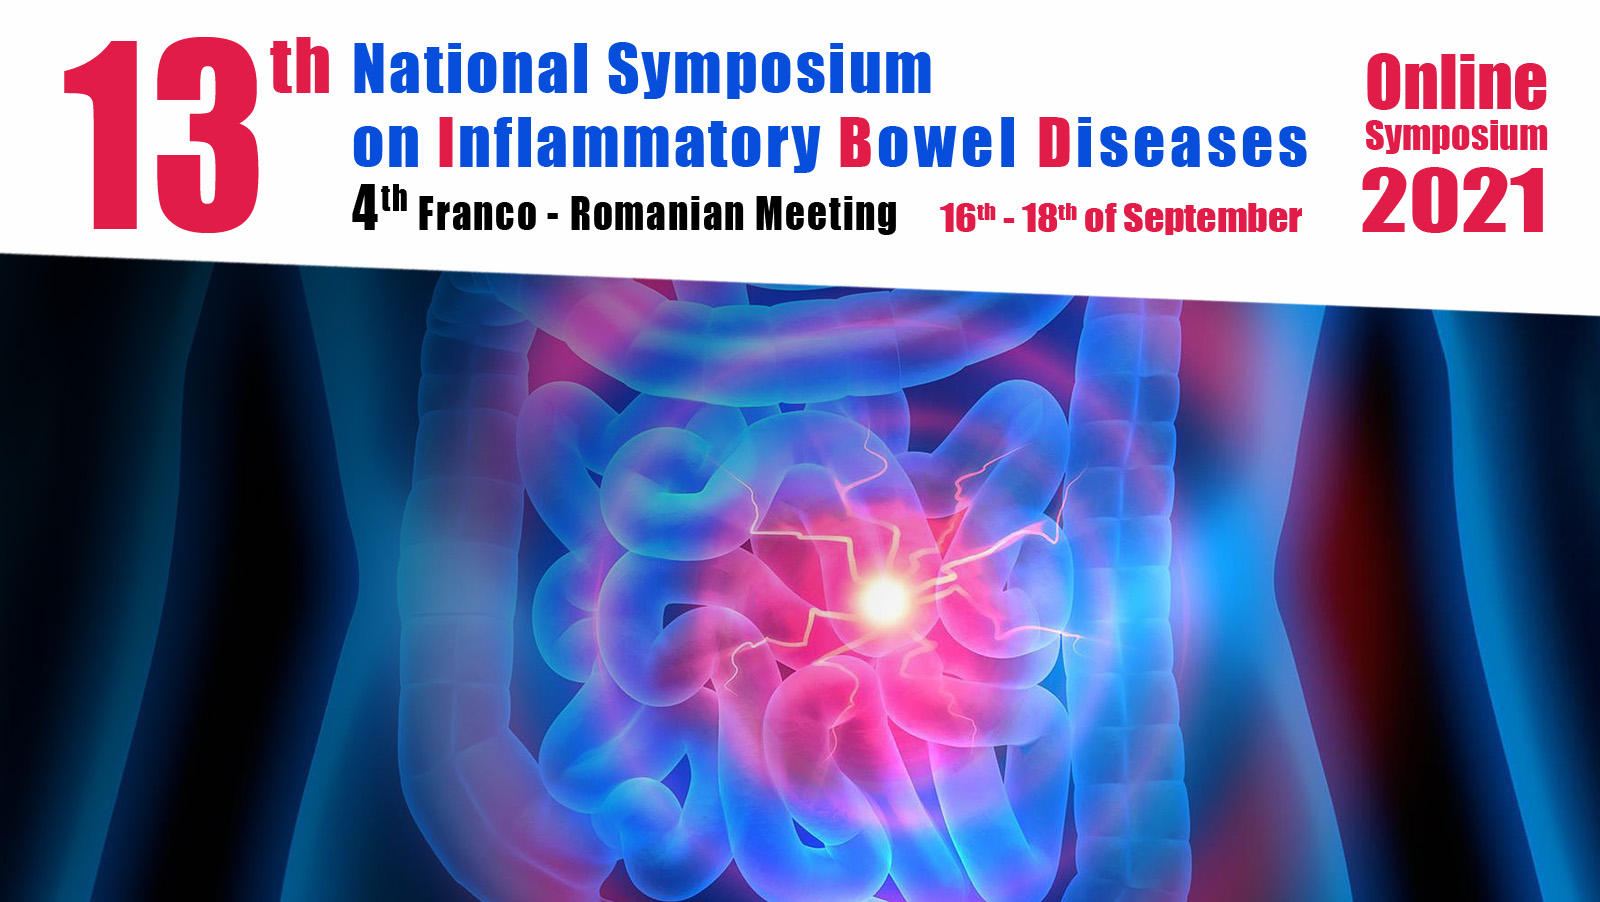 13th National Symposium
on Inflammatory Bowel Diseases
4th Franco - Romanian Meeting
16th - 18th of September
Online
Symposium
2021